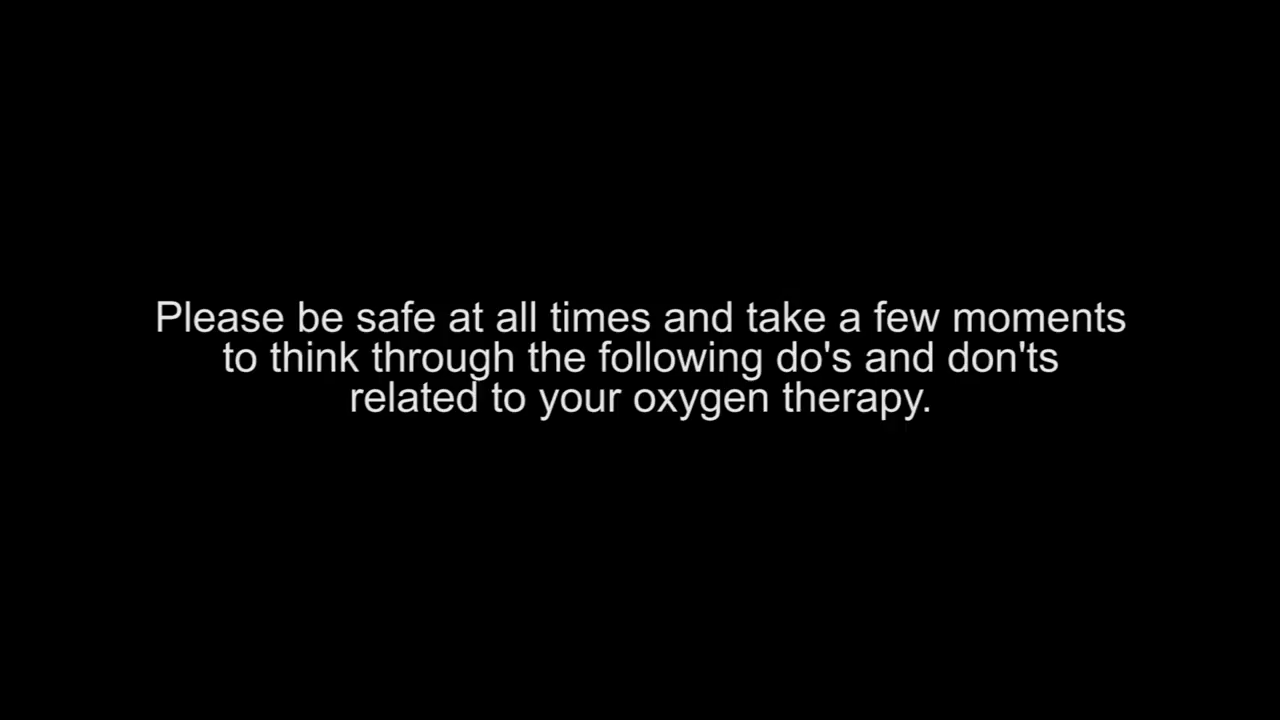 Please be safe at all times and take a few moments
to think through the following do's and don'ts
related to your oxygen therapy.